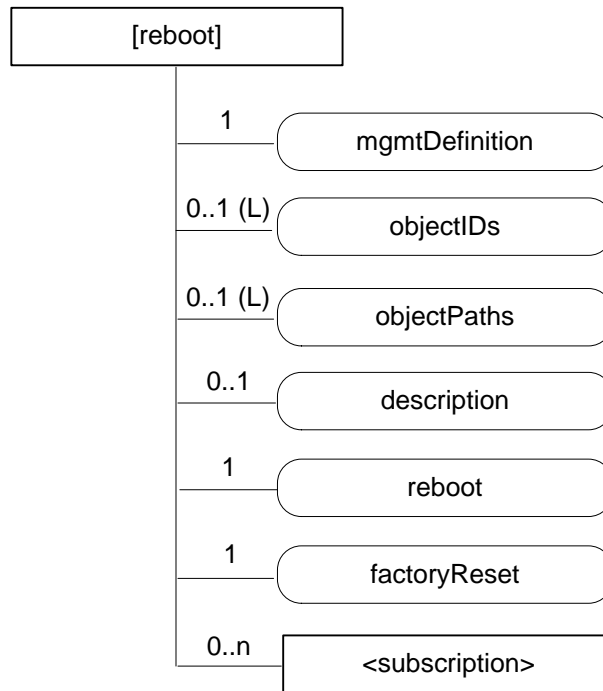 [reboot]
1
mgmtDefinition
0..1 (L)
objectIDs
0..1 (L)
objectPaths
0..1
description
1
reboot
1
factoryReset
0..n
<subscription>